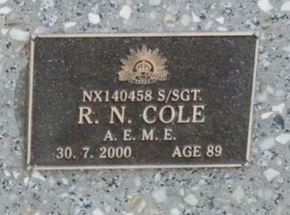 NX140458 S/SGT.
R. N. COLE
A. E. M. E.
30. 7. 2000 AGE 89